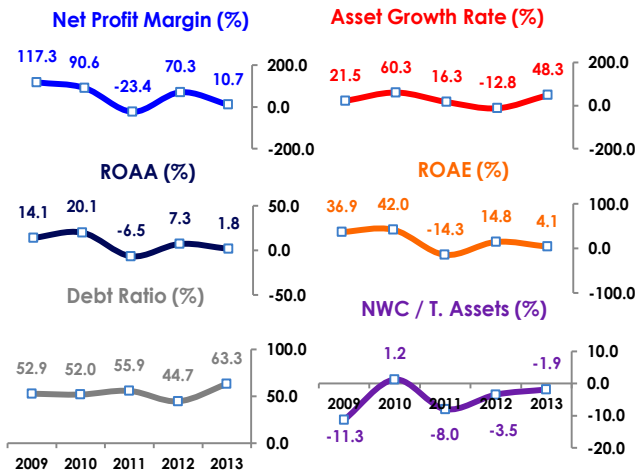 Net Profit Margin (%)
117.3 90.6 -23.4 70.3 10.7
200.0
0.0
-200.0
Asset Growth Rate (%)
21.5 60.3 16.3 -12.8 48.3
200.0
0.0
-200.0
ROAA (%)
14.1 20.1 -6.5 7.3 1.8
50.0
0.0
-50.0
ROAE (%)
36.9 42.0 -14.3 14.8 4.1
100.0
0.0
-100.0
Debt Ratio (%)
52.9 52.0 55.9 44.7 63.3
100.0
50.0
0.0
2009 2010 2011 2012 2013
NWC / T. Assets (%)
1.2 -1.9
10.0
0.0
-10.0
-20.0
2009 2010 2011 2012 2013
-11.3 -8.0 -3.5